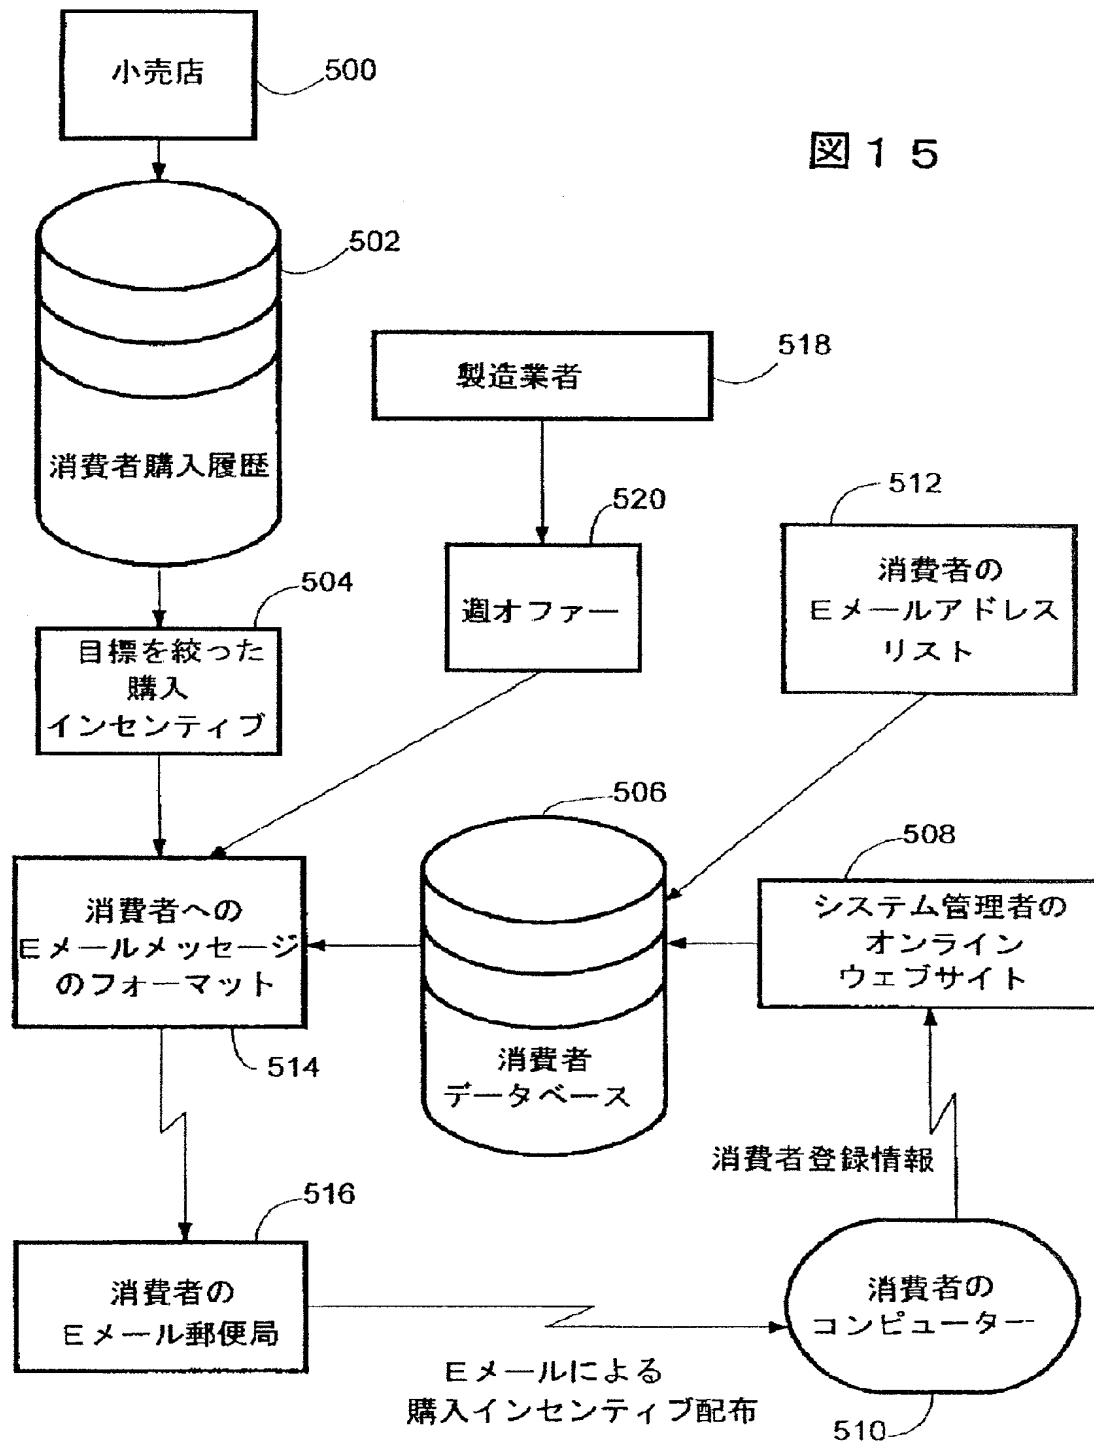 小売店
500
図15
502
消費者購入履歴
製造業者
518
520
週オファー
512
消費者の
Eメールアドレス
リスト
504
目標を絞った
購入
インセンティブ
506
消費者
データベース
508
システム管理者の
オンライン
ウェブサイト
消費者への
Eメールメッセージ
のフォーマット
514
消費者登録情報
516
消費者の
Eメール郵便局
Eメールによる
購入インセンティブ配布
消費者の
コンピューター
510